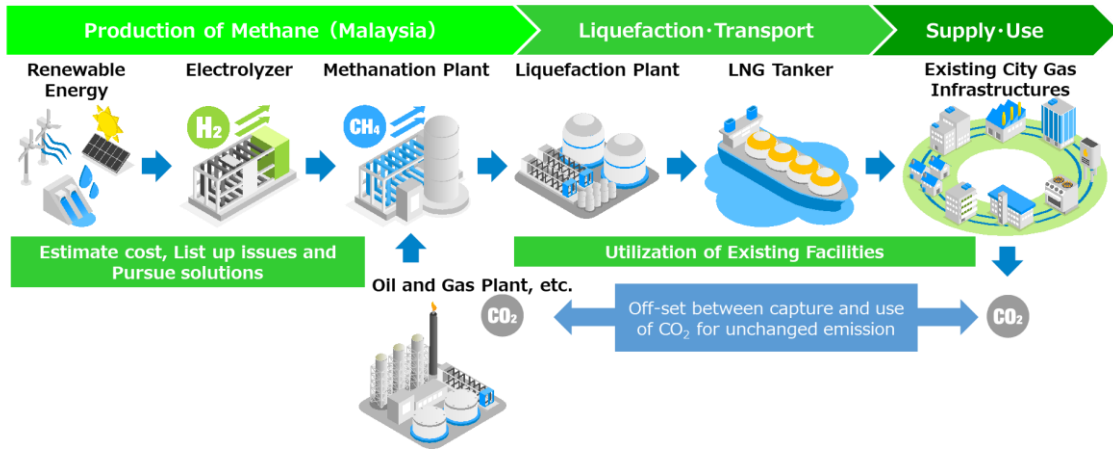 Production of Methane (Malaysia)
Liquefaction・Transport
Supply・Use
Renewable
Energy
Electrolyzer
Methanation Plant
Liquefaction Plant
LNG Tanker
Existing City Gas
Infrastructures
H₂
CH₄
Estimate cost, List up issues and
Pursue solutions
Utilization of Existing Facilities
Oil and Gas Plant, etc.
CO₂
Off-set between capture and use
of CO₂ for unchanged emission
CO₂